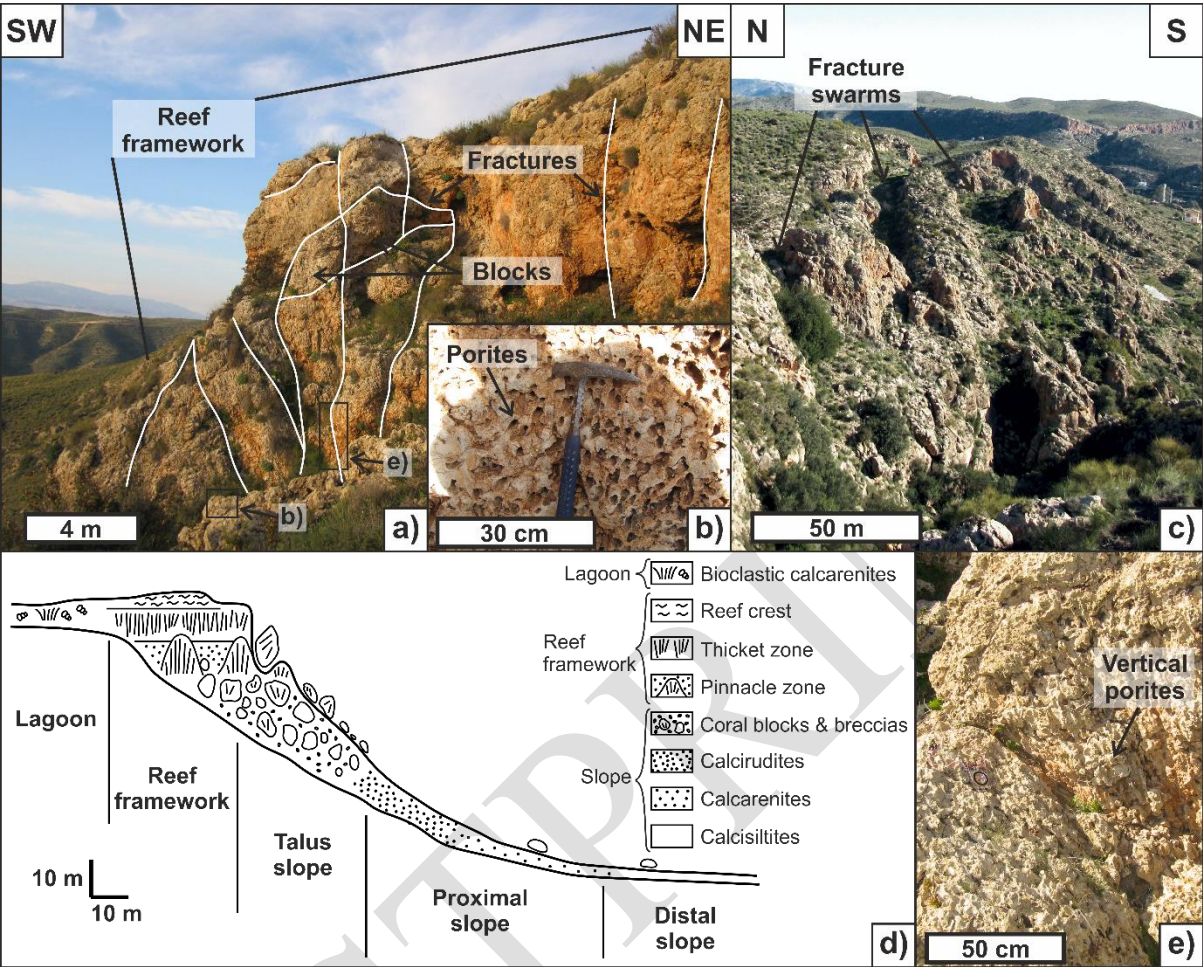 SW
NE
Reef
framework
Fractures
Blocks
e)
b)
4 m
a)
Porites
30 cm
b)
N
S
Fracture
swarms
50 m
c)
Lagoon
Bioclastic calcarenites
Reef
framework
Reef crest
Thicket zone
Pinnacle zone
Slope
Coral blocks & breccias
Calcirudites
Calcarenites
Calcisiltites
Lagoon
Reef
framework
Talus
slope
Proximal
slope
Distal
slope
10 m
10 m
d)
Vertical
porites
50 cm
e)